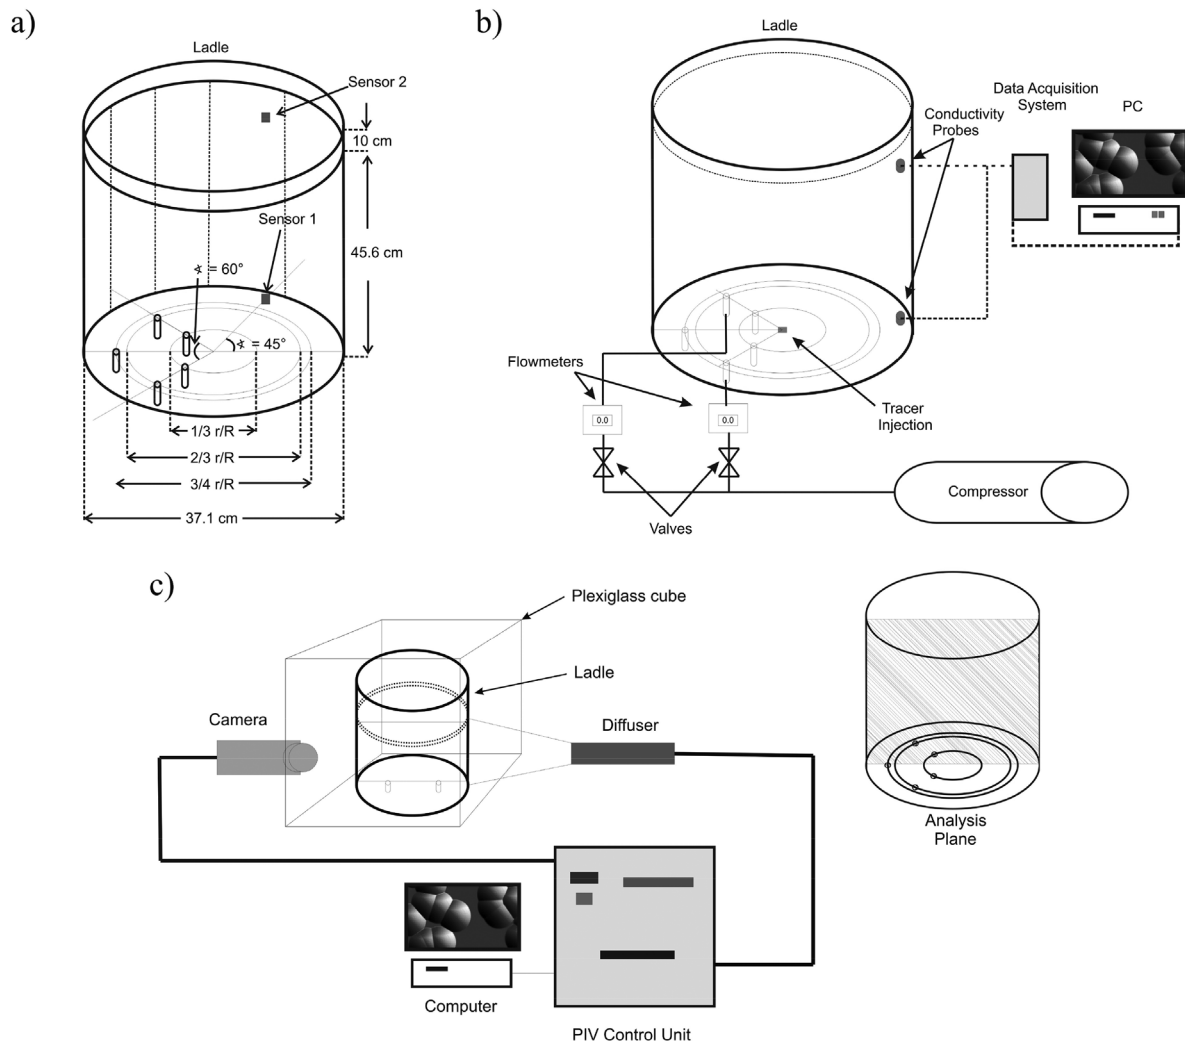 a)
Ladle
Sensor 2
10 cm
Sensor 1
45.6 cm
∢ = 60°
∢ = 45°
1/3 r/R
2/3 r/R
3/4 r/R
37.1 cm
b)
Ladle
Data Acquisition
System
PC
Conductivity
Probes
Flowmeters
0.0
0.0
Tracer
Injection
Valves
Compressor
c)
Plexiglass cube
Ladle
Camera
Diffuser
Analysis
Plane
Computer
PIV Control Unit